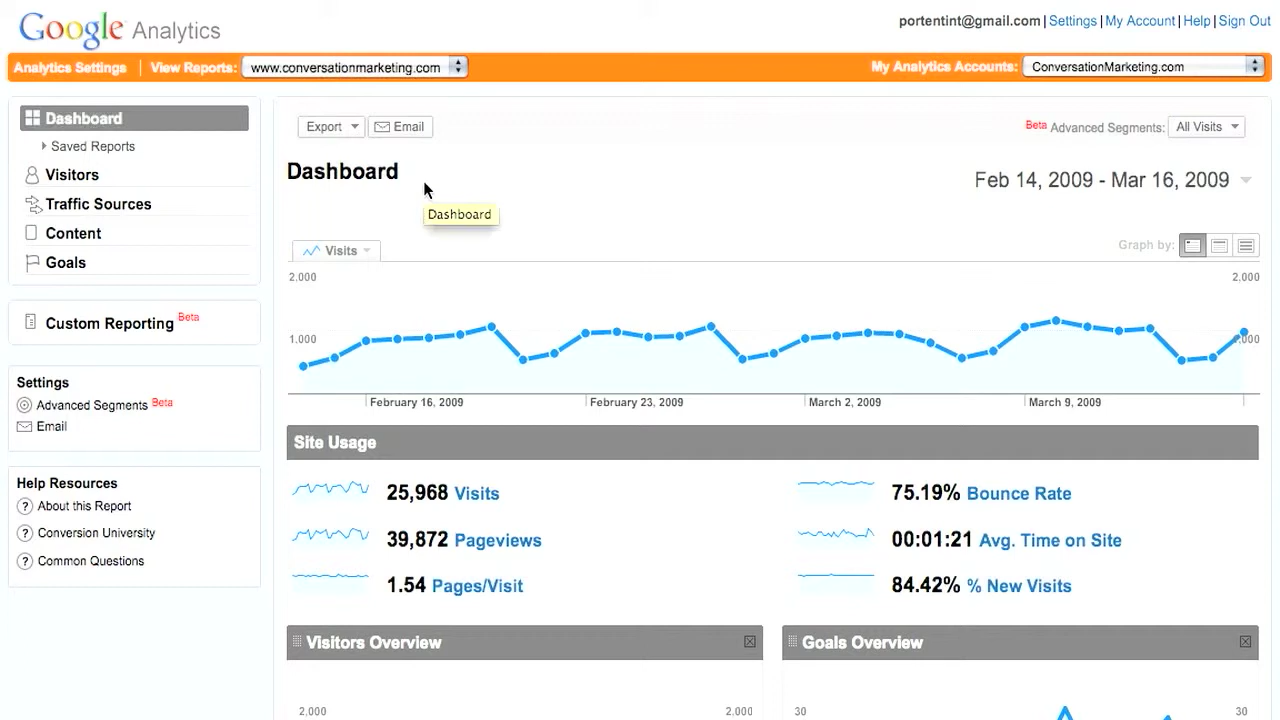 Google Analytics
portentint@gmail.com | Settings | My Account | Help | Sign Out
Analytics Settings | View Reports: www.conversationmarketing.com My Analytics Accounts: ConversationMarketing.com
Dashboard
Saved Reports
Visitors
Traffic Sources
Content
Goals
Custom Reporting Beta
Settings
Advanced Segments Beta
Email
Help Resources
About this Report
Conversion University
Common Questions
Export Email Beta Advanced Segments: All Visits
Dashboard
Feb 14, 2009 - Mar 16, 2009
Dashboard
Visits Graph by:
2,000 2,000
1,000 1,000
February 16, 2009 February 23, 2009 March 2, 2009 March 9, 2009
Site Usage
25,968 Visits 75.19% Bounce Rate
39,872 Pageviews 00:01:21 Avg. Time on Site
1.54 Pages/Visit 84.42% % New Visits
Visitors Overview Goals Overview
2,000 2,000 30 30